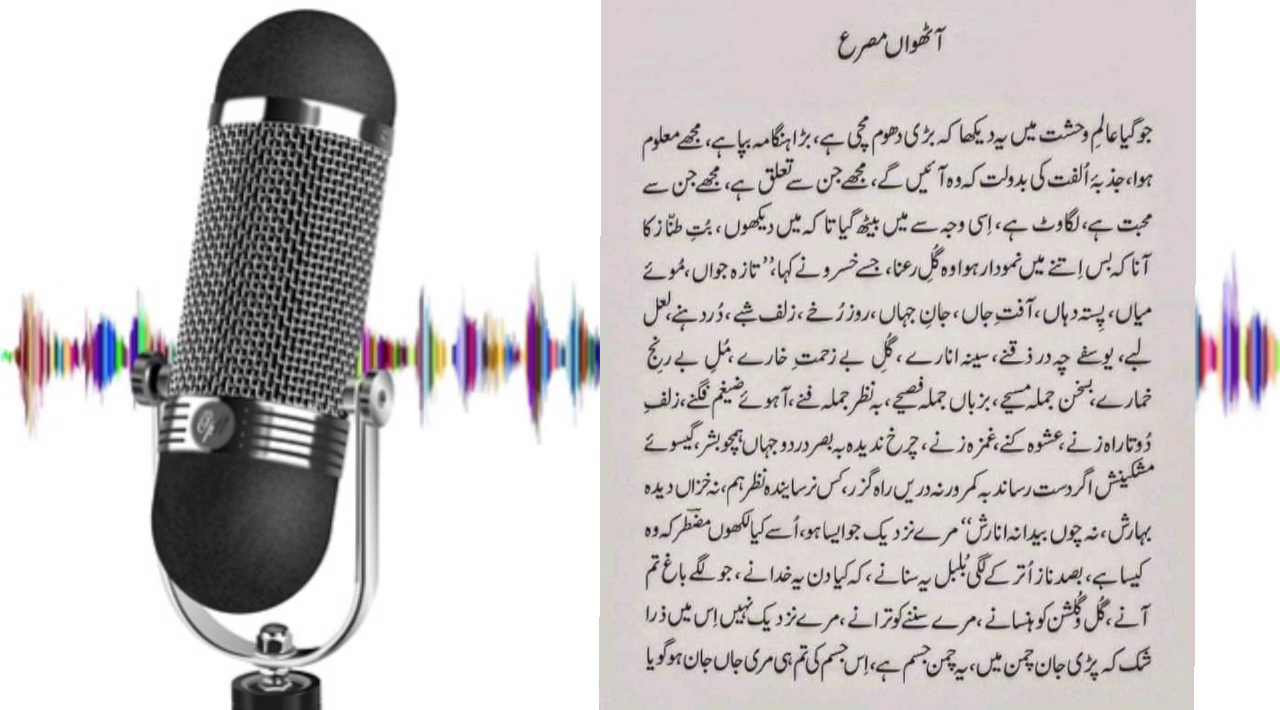 آٹھواں مصرع
جو گیا عالمِ وحشت میں یہ دیکھا کہ بڑی دھوم مچی ہے، بڑا ہنگامہ بپا ہے، مجھے معلوم
ہوا، جذبۂ اُلفت کی بدولت کہ وہ آئیں گے، مجھے جن سے تعلق ہے، مجھے جن سے
محبت ہے، لگاوٹ ہے، اِسی وجہ سے میں بیٹھ گیا تا کہ میں دیکھوں، بُتِ طنّاز کا
آنا کہ بس اِتنے میں نمودار ہوا وہ گُلِ رعنا، جسے خسرو نے کہا، ’’تازہ جواں، مُوئے
میاں، پستہ دہاں، آفتِ جاں، جانِ جہاں، روز رُخے، زلف شبے، دُر دہنے، لعل
لبے، یوسفے چہ در ذقنے، سینہ انارے، گُلِ بے زحمتِ خارے، مُلِ بے رنجِ
خمارے، بسخن جملہ مسیحے، بزباں جملہ فصیحے، بہ نظر جملہ فنے، آہوئے ضیغم فگنے، زلفِ
دُوتا راہ زنے، عشوہ کنے، غمزہ زنے، چرخ ندیدہ بہ بصر در دو جہاں ہمچو بشر، گیسوئے
مشکینش اگر دست رساند بہ کمر ورنہ دریں راہ گزر، کس نرسایندہ نظر ہم، نہ خزاں دیدہ
بہارش، نہ چوں بیدانہ انارش‘‘ مرے نزدیک جو ایسا ہو، اُسے کیا لکھوں مضطرؔ کہ وہ
کیسا ہے، بصد ناز اُتر کے لگی بُلبل یہ سنانے، کہ کیا دن یہ خدا نے، جو لگے باغ تم
آنے، گُل و گلشن کو ہنسانے، مرے سننے کو ترانے، مرے نزدیک نہیں اِس میں ذرا
شک کہ پڑی جان چمن میں، یہ چمن جسم ہے، اِس جسم کی تم ہی مری جاں جان ہو گویا